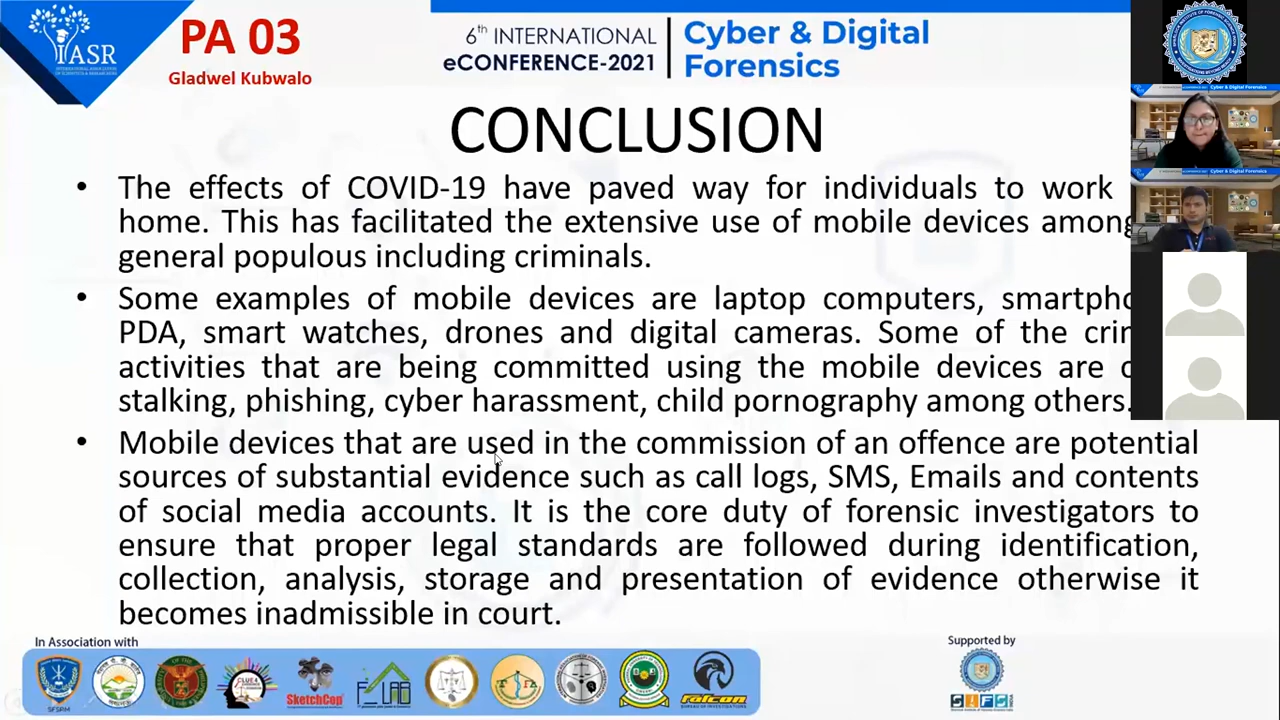 IASR
PA 03
Gladwel Kubwalo
6th INTERNATIONAL
eCONFERENCE-2021
Cyber & Digital
Forensics
CONCLUSION
• The effects of COVID-19 have paved way for individuals to work
home. This has facilitated the extensive use of mobile devices among
general populous including criminals.
• Some examples of mobile devices are laptop computers,
PDA, smart watches, drones and digital cameras. Some of the
activities that are being committed using the mobile devices are
stalking, phishing, cyber harassment, child pornography among others.
• Mobile devices that are used in the commission of an offence are potential
sources of substantial evidence such as call logs, SMS, Emails and contents
of social media accounts. It is the core duty of forensic investigators to
ensure that proper legal standards are followed during identification,
collection, analysis, storage and presentation of evidence otherwise it
becomes inadmissible in court.
In Association with
Supported by
SFSRM
CLUE4
SketchCop
F-LAB
Falcon
SIFS